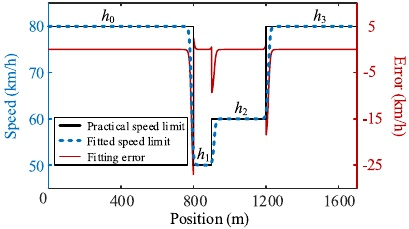 h0
h3
80
70
60
50
Speed (km/h)
h2
h1
Practical speed limit
Fitted speed limit
Fitting error
5
-5
-15
-25
Error (km/h)
0
400
800
1200
1600
Position (m)